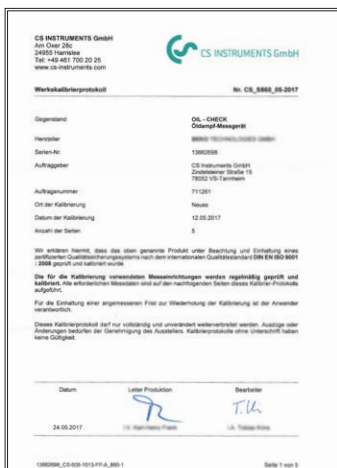 CS INSTRUMENTS GmbH
Am Oxer 28c
24955 Harrislee
Tel: +49 461 700 20 25
www.cs-instruments.com
CS INSTRUMENTS GmbH
Werkskalibrierprotokoll Nr. CS_S860_05-2017
Gegenstand OIL - CHECK
Öldampf-Messgerät
Hersteller
Serien-Nr. 13662698
Auftraggeber CS Instruments GmbH
Zindelsteiner Straße 15
78052 VS-Tannheim
Auftragenummer 711261
Ort der Kalibrierung Neuss
Datum der Kalibrierung 12.05.2017
Anzahl der Seiten 5
Wir erklären hiermit, dass das oben genannte Produkt unter Beachtung und Einhaltung eines
zertifizierten Qualitätssicherungssystems nach dem internationalen Qualitätsstandard DIN EN ISO 9001
: 2008 geprüft und kalibriert wurde.
Die für die Kalibrierung verwendeten Messeinrichtungen werden regelmäßig geprüft und
kalibriert. Alle erforderlichen Messdaten sind auf den nachfolgenden Seiten dieses Kalibrier-Protokolls
aufgeführt.
Für die Einhaltung einer angemessenen Frist zur Wiederholung der Kalibrierung ist der Anwender
verantwortlich.
Dieses Kalibrierprotokoll darf nur vollständig und unverändert weiterverbreitet werden. Auszüge oder
Änderungen bedürfen der Genehmigung des Ausstellers. Kalibrierprotokolle ohne Unterschrift haben
keine Gültigkeit.
Datum Leiter Produktion Bearbeiter
24.05.2017
Seite 1 von 5